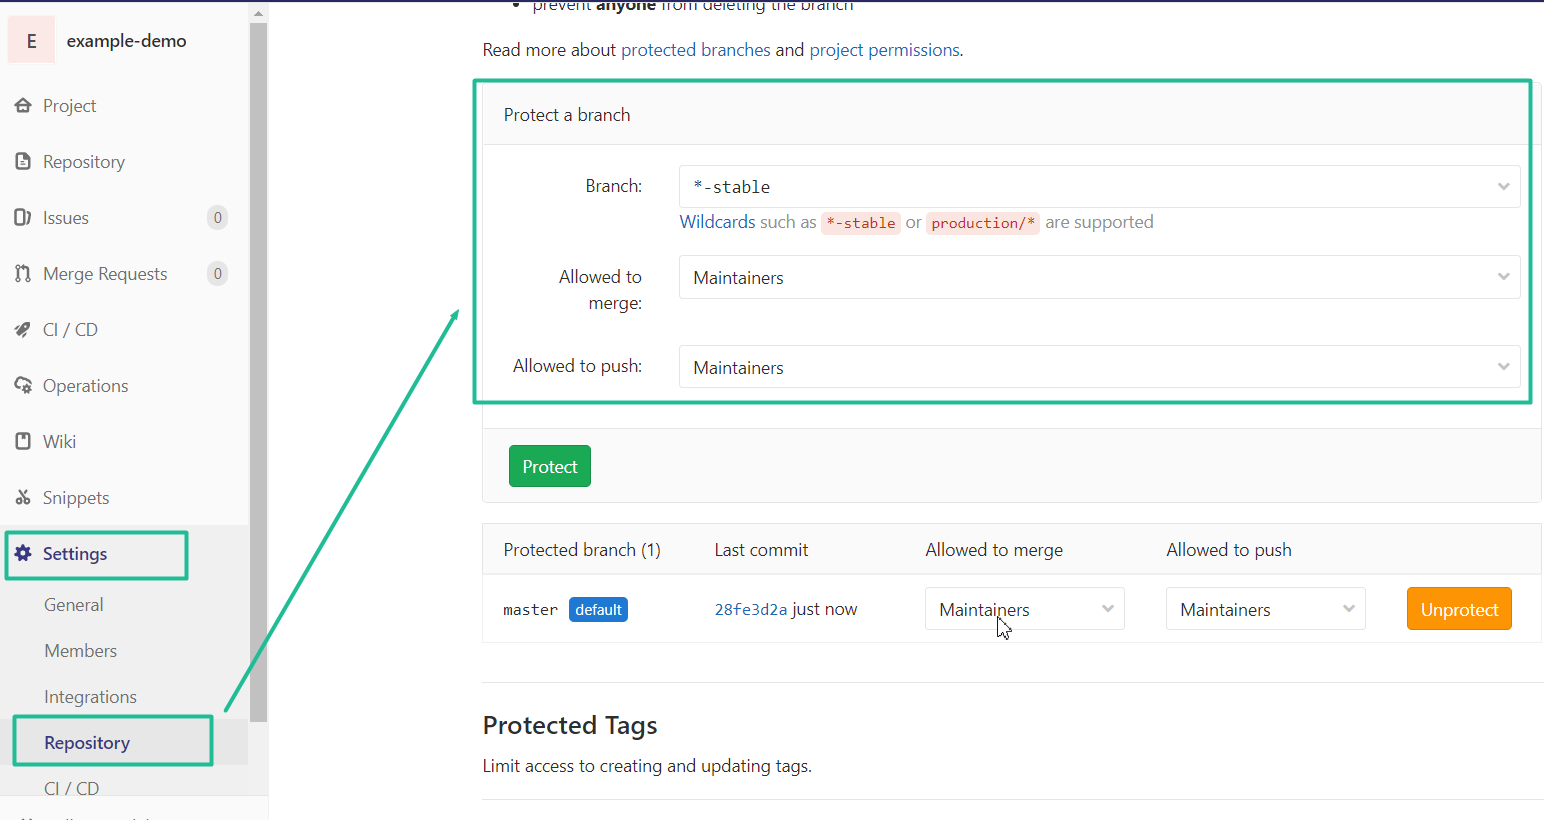 E example-demo
Project
Repository
Issues 0
Merge Requests 0
CI / CD
Operations
Wiki
Snippets
Settings
General
Members
Integrations
Repository
CI / CD
prevent anyone from deleting the branch
Read more about protected branches and project permissions.
Protect a branch
Branch: *-stable
Wildcards such as *-stable or production/* are supported
Allowed to merge: Maintainers
Allowed to push: Maintainers
Protect
Protected branch (1) Last commit Allowed to merge Allowed to push
master default 28fe3d2a just now Maintainers Maintainers Unprotect
Protected Tags
Limit access to creating and updating tags.